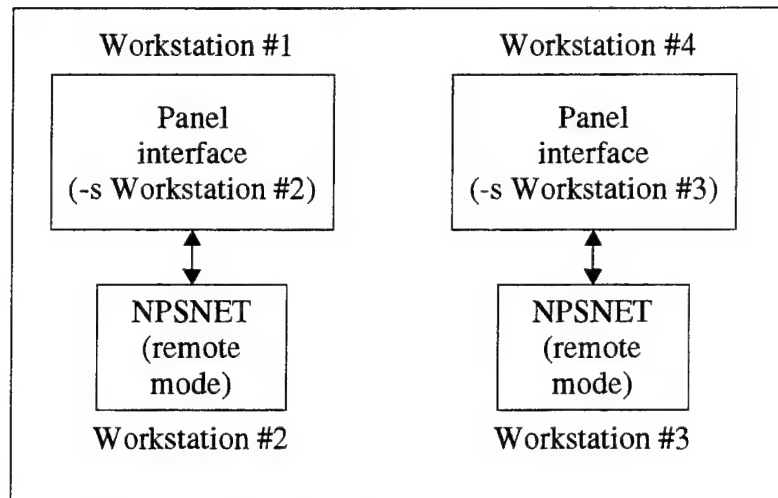 Workstation #1
Panel
interface
(-s Workstation #2)
NPSNET
(remote
mode)
Workstation #2
Workstation #4
Panel
interface
(-s Workstation #3)
NPSNET
(remote
mode)
Workstation #3